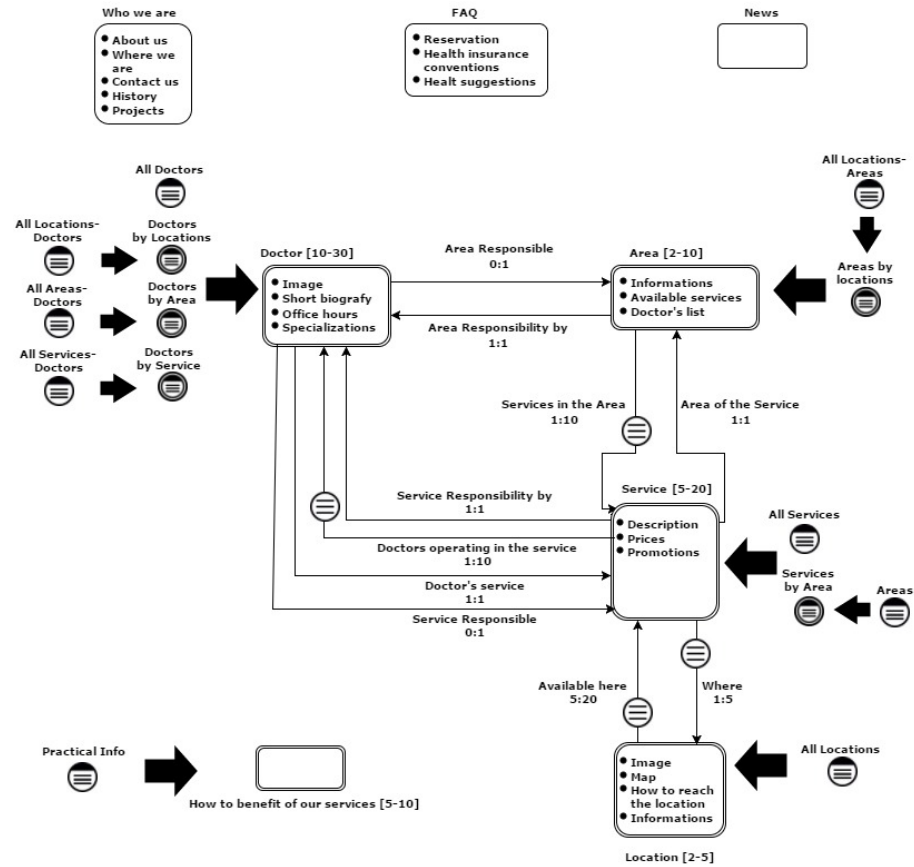 Who we are
About us
Where we
are
Contact us
History
Projects
FAQ
Reservation
Health insurance
conventions
Healt suggestions
News
All Doctors
All Locations-
Doctors
Doctors
by Locations
All Areas-
Doctors
Doctors
by Area
All Services-
Doctors
Doctors
by Service
Doctor [10-30]
Image
Short biografy
Office hours
Specializations
Area Responsible
0:1
Area Responsibility by
1:1
Area [2-10]
Informations
Available services
Doctor's list
All Locations-
Areas
Areas by
locations
Services in the Area
1:10
Area of the Service
1:1
Service [5-20]
Description
Prices
Promotions
Service Responsibility by
1:1
Doctors operating in the service
1:10
Doctor's service
1:1
Service Responsible
0:1
All Services
Services
by Area
Areas
Available here
5:20
Where
1:5
Practical Info
How to benefit of our services [5-10]
Image
Map
How to reach
the location
Informations
Location [2-5]
All Locations